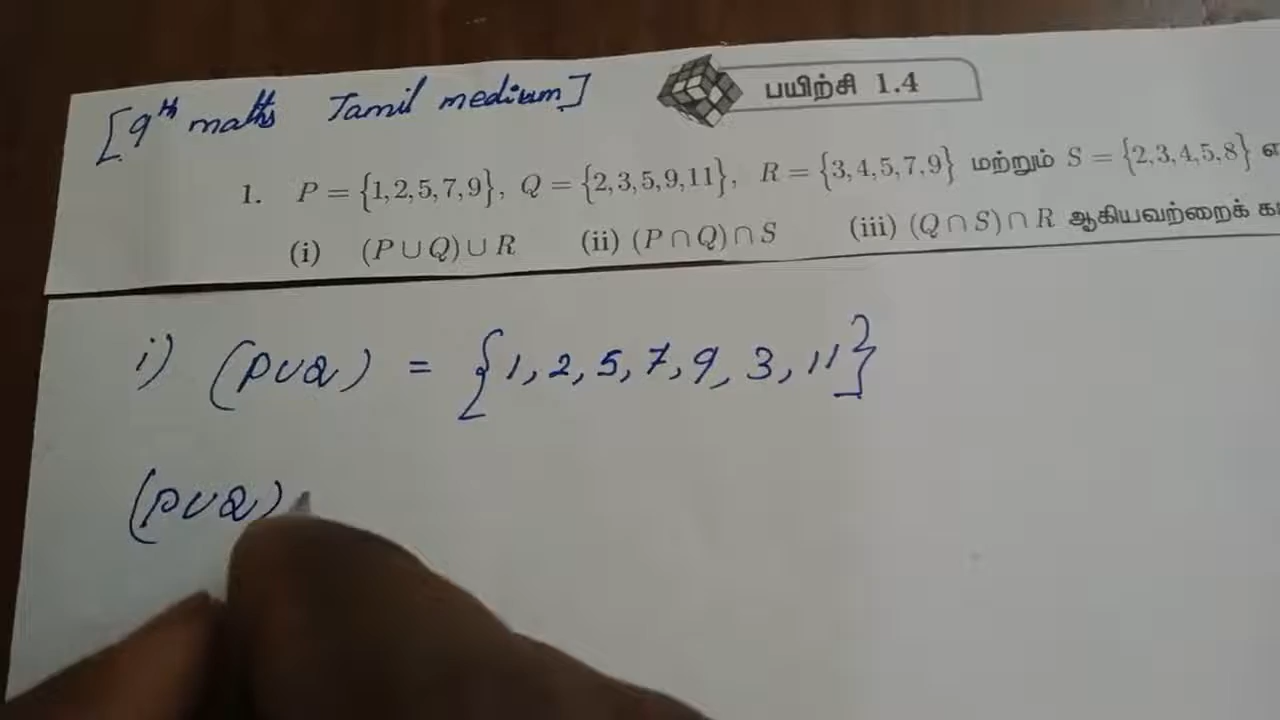 [9th maths Tamil medium]
பயிற்சி 1.4
1. P = {1,2,5,7,9}, Q = {2,3,5,9,11}, R = {3,4,5,7,9} மற்றும் S = {2,3,4,5,8}
(i) (P ∪ Q) ∪ R (ii) (P ∩ Q) ∩ S (iii) (Q ∩ S) ∩ R ஆகியவற்றைக்
i) (P∪Q) = {1, 2, 5, 7, 9, 3, 11}
(P∪Q)